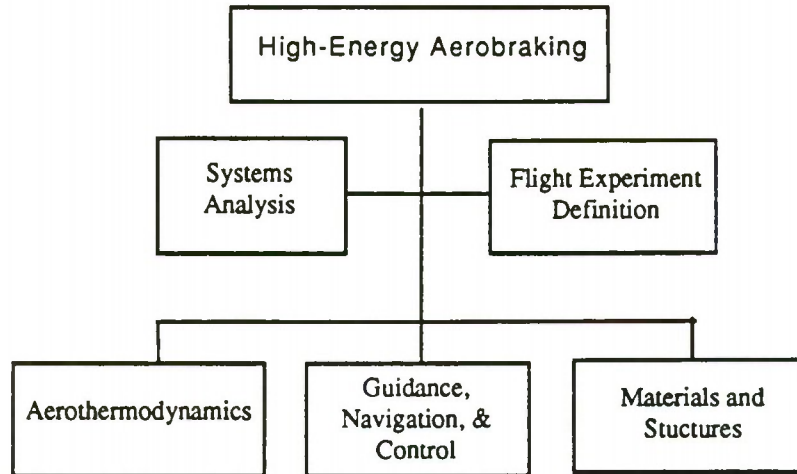 High-Energy Aerobraking
Systems
Analysis
Flight Experiment
Definition
Aerothermodynamics
Guidance,
Navigation, &
Control
Materials and
Stuctures